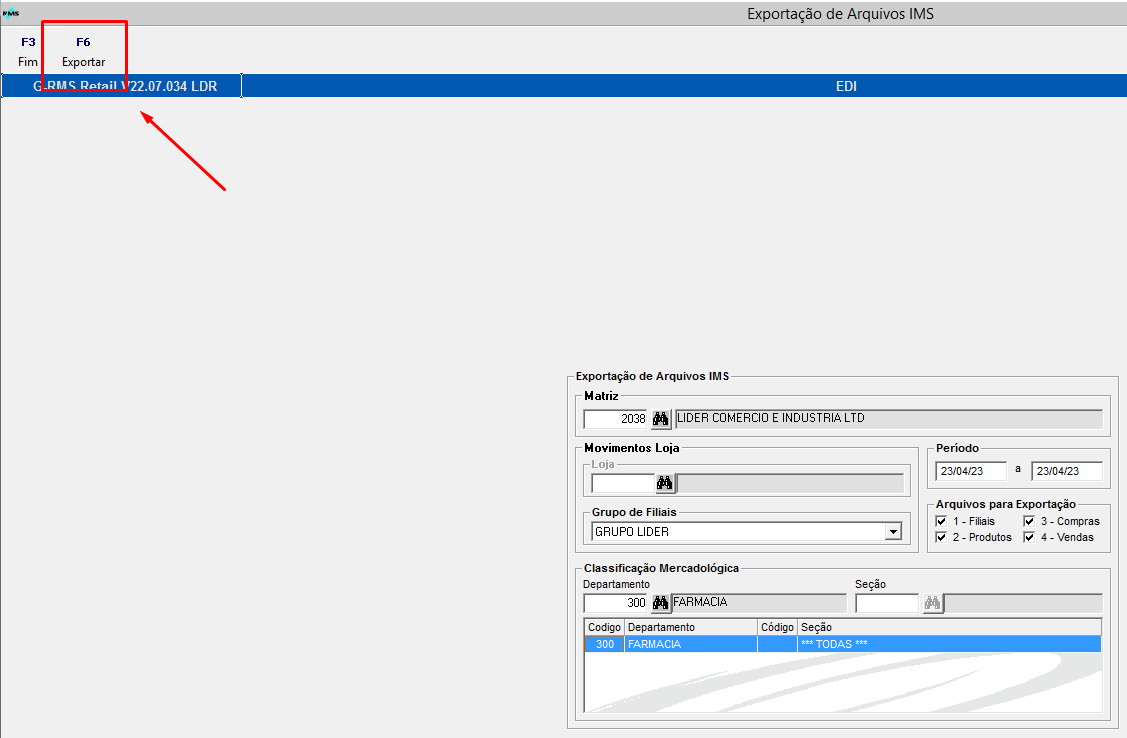 RMS
Exportação de Arquivos IMS
F3 F6
Fim Exportar
G-RMS Retail V22.07.034 LDR EDI
Exportação de Arquivos IMS
Matriz
2038 LIDER COMERCIO E INDUSTRIA LTD
Movimentos Loja Período
Loja
23/04/23 a 23/04/23
Arquivos para Exportação
Grupo de Filiais
1 - Filiais 3 - Compras
GRUPO LIDER
2 - Produtos 4 - Vendas
Classificação Mercadológica
Departamento Seção
300 FARMACIA
Codigo Departamento Código Seção
300 FARMACIA *** TODAS ***